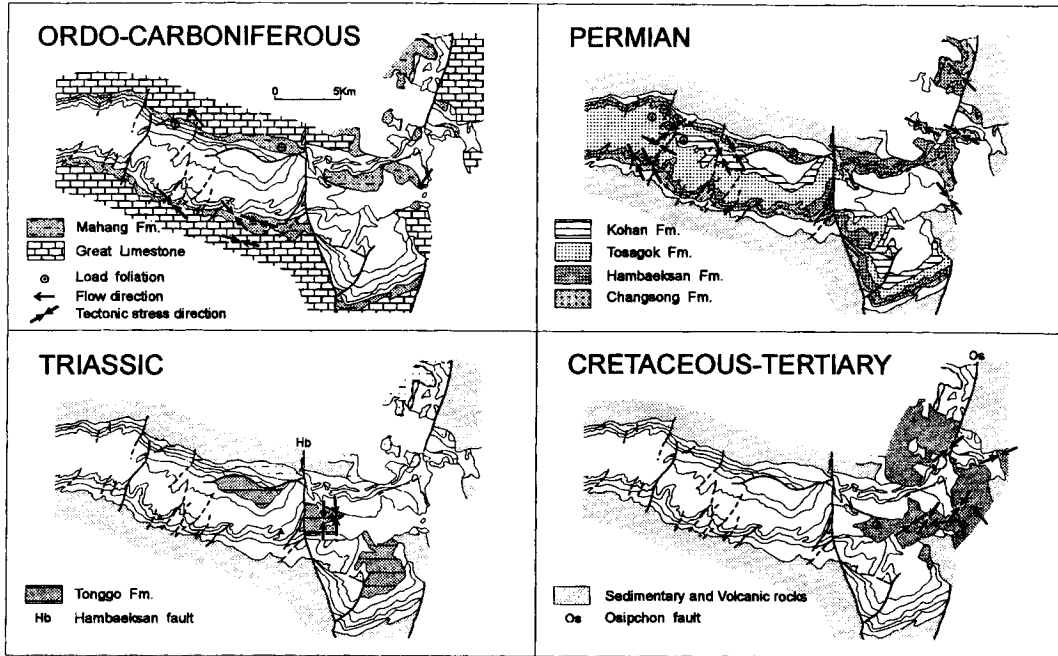 ORDO-CARBONIFEROUS
0 5Km
Mahang Fm.
Great Limestone
Load foliation
Flow direction
Tectonic stress direction
PERMIAN
Kohan Fm.
Tosagok Fm.
Hambaeksan Fm.
Changsong Fm.
TRIASSIC
Hb
Tonggo Fm.
Hb Hambaeksan fault
CRETACEOUS-TERTIARY
Os
Sedimentary and Volcanic rocks
Os Osipchon fault